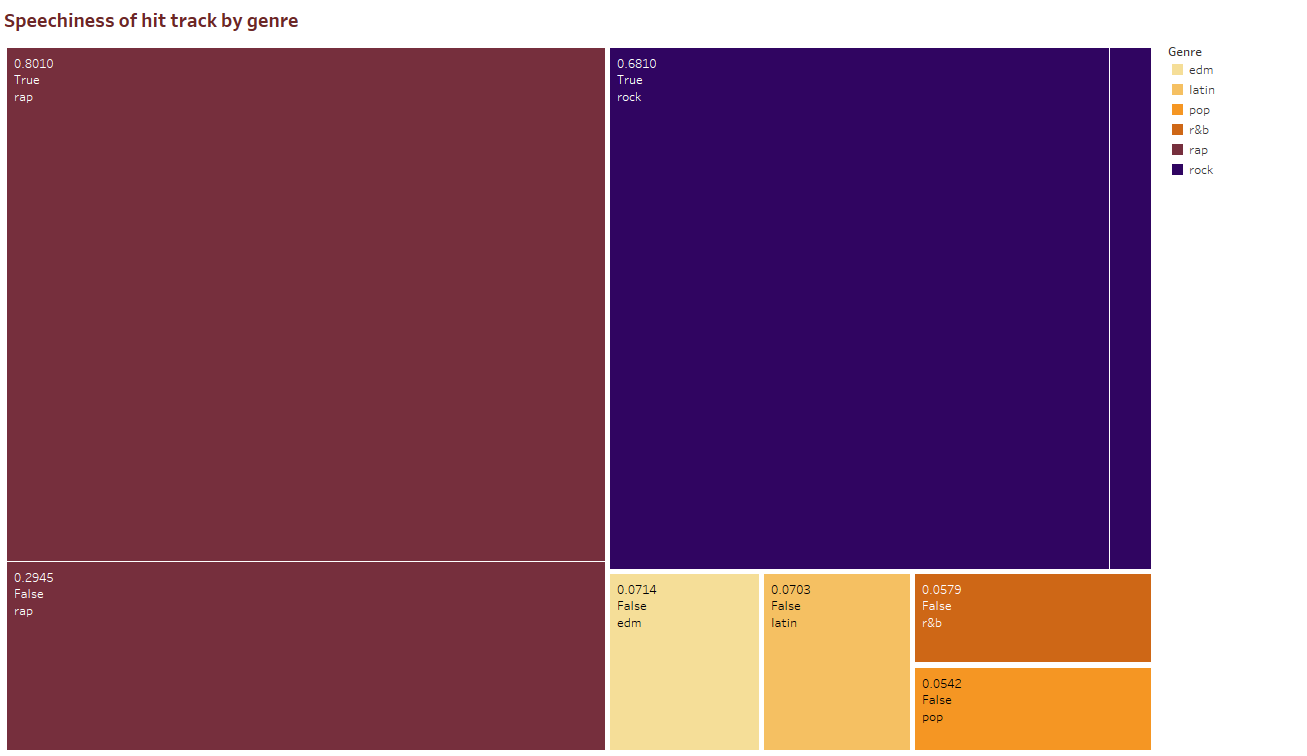 Speechiness of hit track by genre
0.8010
True
rap
0.2945
False
rap
0.6810
True
rock
0.0714
False
edm
0.0703
False
latin
0.0579
False
r&b
0.0542
False
pop
Genre
edm
latin
pop
r&b
rap
rock